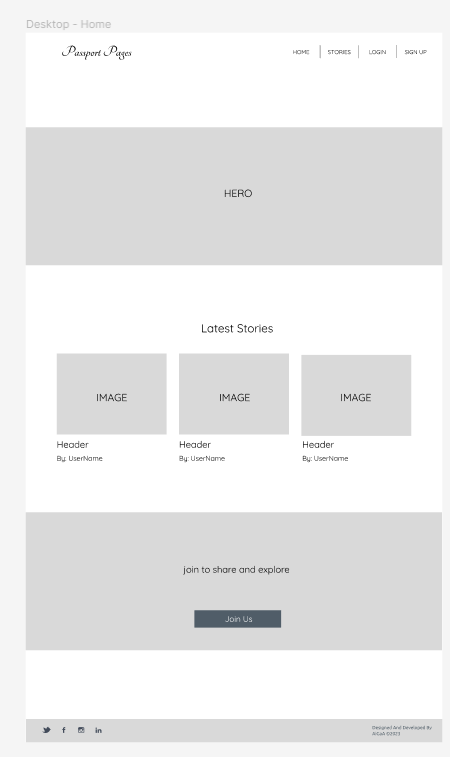 Desktop - Home
Passport Pages
HOME STORIES LOGIN SIGN UP
HERO
Latest Stories
IMAGE IMAGE IMAGE
Header Header Header
By: UserName By: UserName By: UserName
join to share and explore
Join Us
Designed And Developed By
AiGaA ©2023